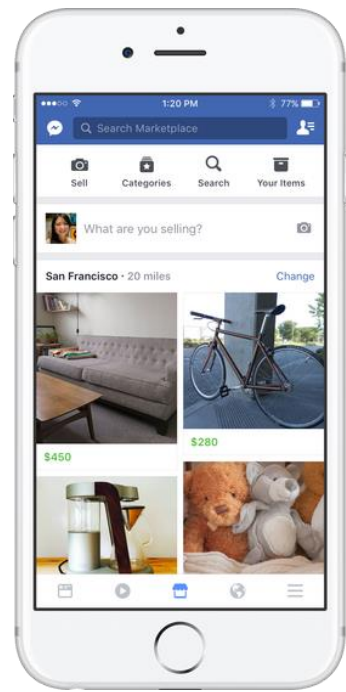 1:20 PM
77%
Search Marketplace
Sell
Categories
Search
Your Items
What are you selling?
San Francisco · 20 miles
Change
$450
$280